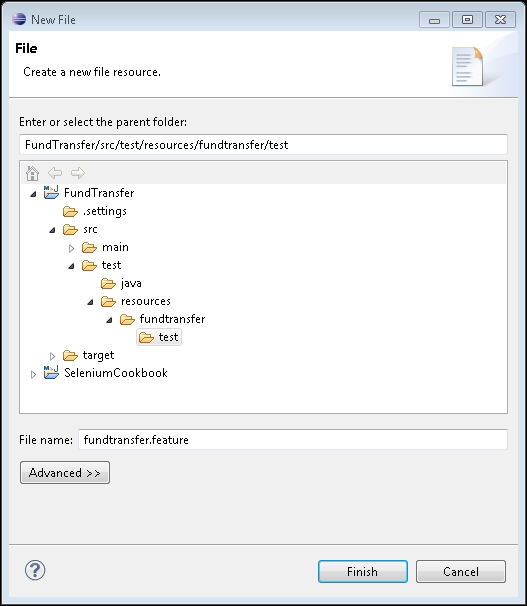 New File
File
Create a new file resource.
Enter or select the parent folder:
FundTransfer/src/test/resources/fundtransfer/test
FundTransfer
.settings
src
main
test
java
resources
fundtransfer
test
target
SeleniumCookbook
File name: fundtransfer.feature
Advanced >>
? Finish Cancel